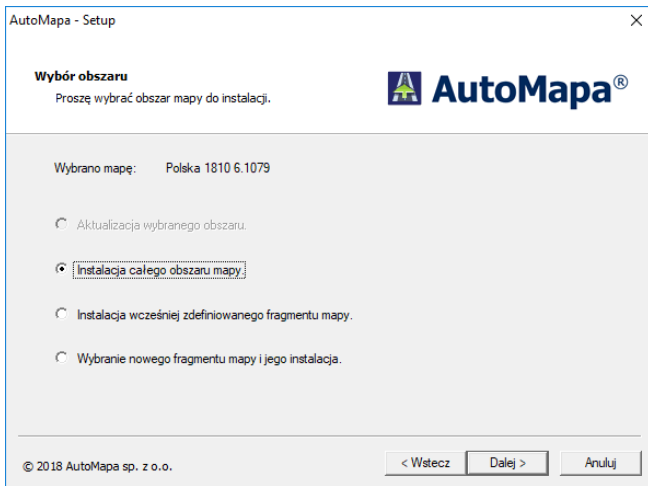 AutoMapa - Setup
Wybór obszaru
Proszę wybrać obszar mapy do instalacji.
AutoMapa®
Wybrano mapę: Polska 1810 6.1079
Aktualizacja wybranego obszaru.
Instalacja całego obszaru mapy.
Instalacja wcześniej zdefiniowanego fragmentu mapy.
Wybranie nowego fragmentu mapy i jego instalacja.
© 2018 AutoMapa sp. z o.o.
< Wstecz Dalej > Anuluj